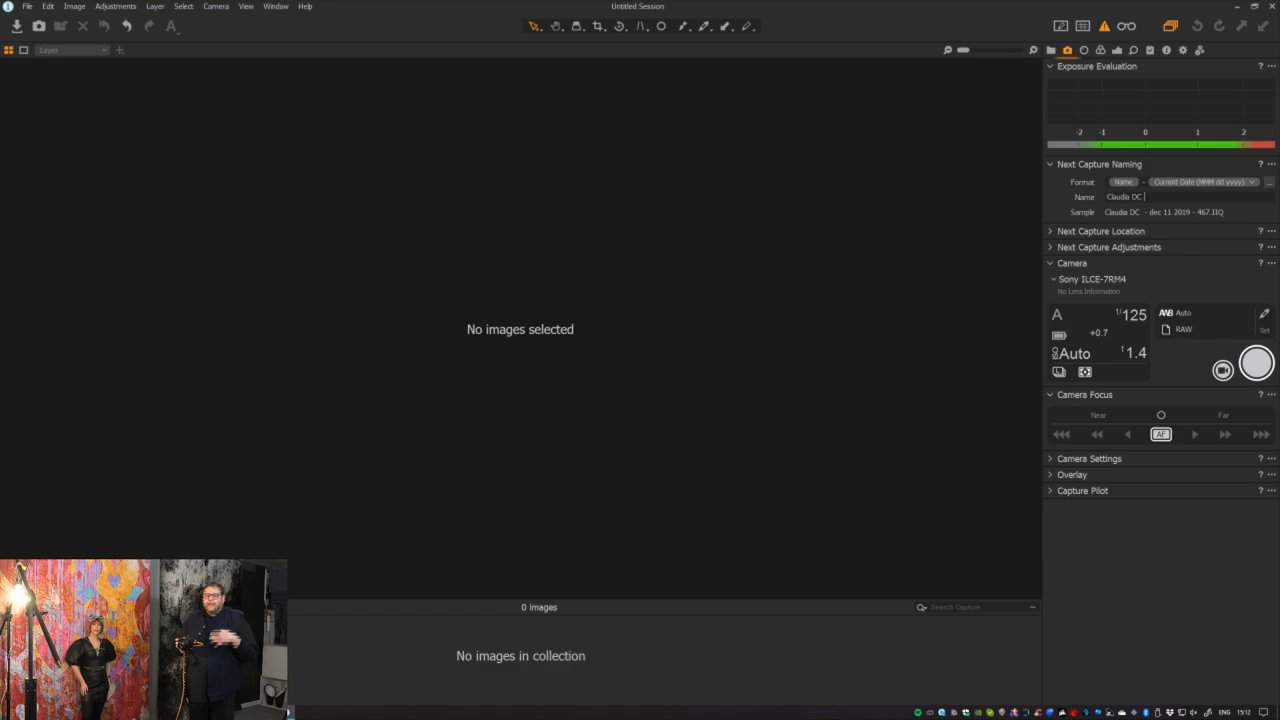 File Edit Image Adjustments Layer Select Camera View Window Help
Untitled Session
Layer
Exposure Evaluation ? ...
-2 -1 0 1 2
Next Capture Naming ? ...
Format Name - Current Date (MMM dd yyyy) ...
Name Claudia DC
Sample Claudia DC - dec 11 2019 - 467.IIQ
Next Capture Location ? ...
Next Capture Adjustments ? ...
Camera ? ...
Sony ILCE-7RM4
No Lens Information
A 1/125
AWB Auto
+0.7
RAW
Set
Auto f 1.4
Camera Focus ? ...
Near Far
AF
Camera Settings ? ...
Overlay ? ...
Capture Pilot ? ...
No images selected
0 images
Search Capture
No images in collection
ENG 15:12